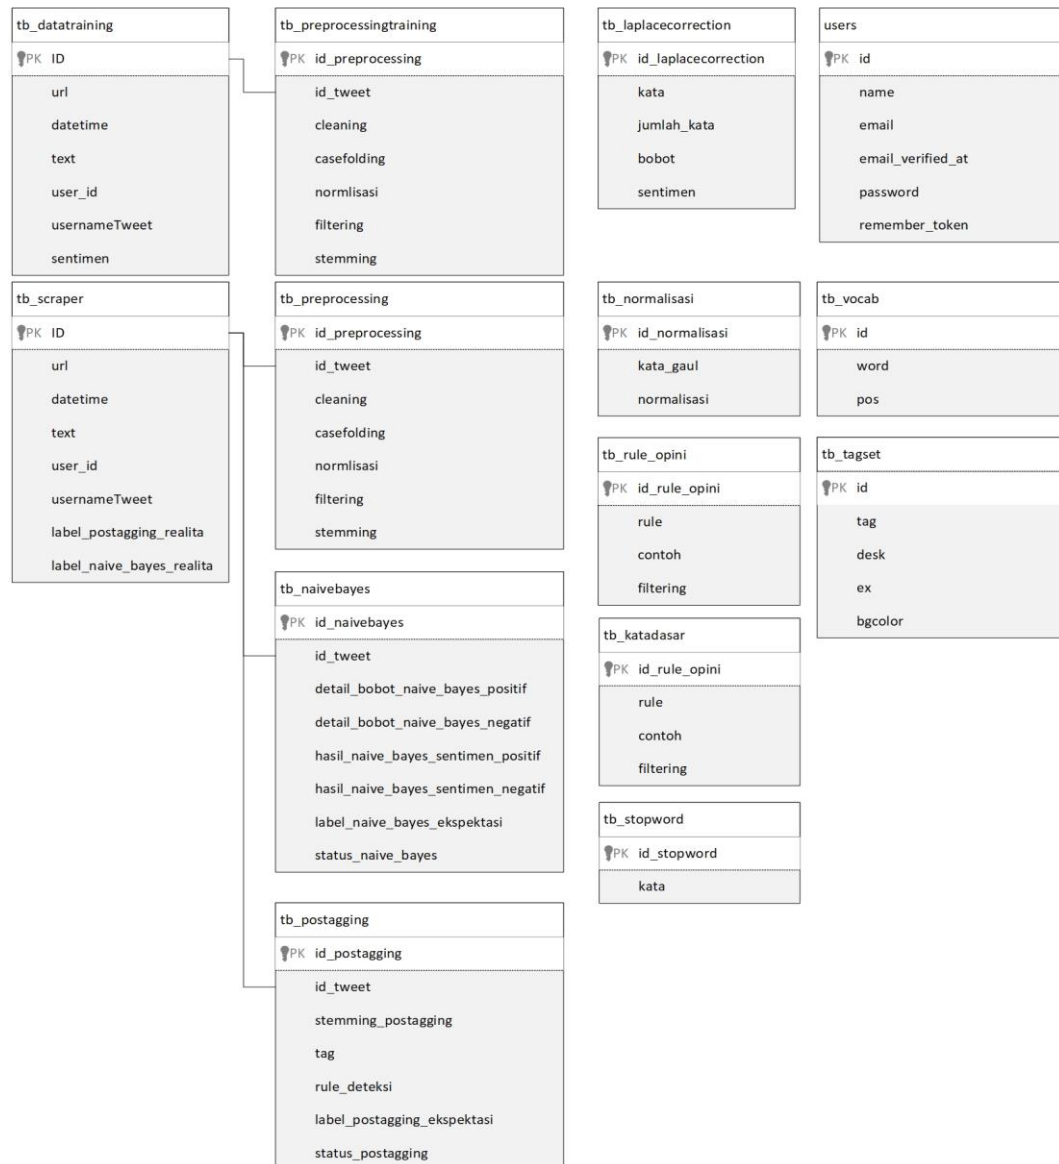 tb_datatraining
PK ID
url
datetime
text
user_id
usernameTweet
sentimen
tb_preprocessingtraining
PK id_preprocessing
id_tweet
cleaning
casefolding
normlisasi
filtering
stemming
tb_laplacecorrection
PK id_laplacecorrection
kata
jumlah_kata
bobot
sentimen
users
PK id
name
email
email_verified_at
password
remember_token
tb_scraper
PK ID
url
datetime
text
user_id
usernameTweet
label_postagging_realita
label_naive_bayes_realita
tb_preprocessing
PK id_preprocessing
id_tweet
cleaning
casefolding
normlisasi
filtering
stemming
tb_normalisasi
PK id_normalisasi
kata_gaul
normalisasi
tb_vocab
PK id
word
pos
tb_rule_opini
PK id_rule_opini
rule
contoh
filtering
tb_tagset
PK id
tag
desk
ex
bgcolor
tb_naivebayes
PK id_naivebayes
id_tweet
detail_bobot_naive_bayes_positif
detail_bobot_naive_bayes_negatif
hasil_naive_bayes_sentimen_positif
hasil_naive_bayes_sentimen_negatif
label_naive_bayes_ekspektasi
status_naive_bayes
tb_katadasar
PK id_rule_opini
rule
contoh
filtering
tb_stopword
PK id_stopword
kata
tb_postagging
PK id_postagging
id_tweet
stemming_postagging
tag
rule_deteksi
label_postagging_ekspektasi
status_postagging